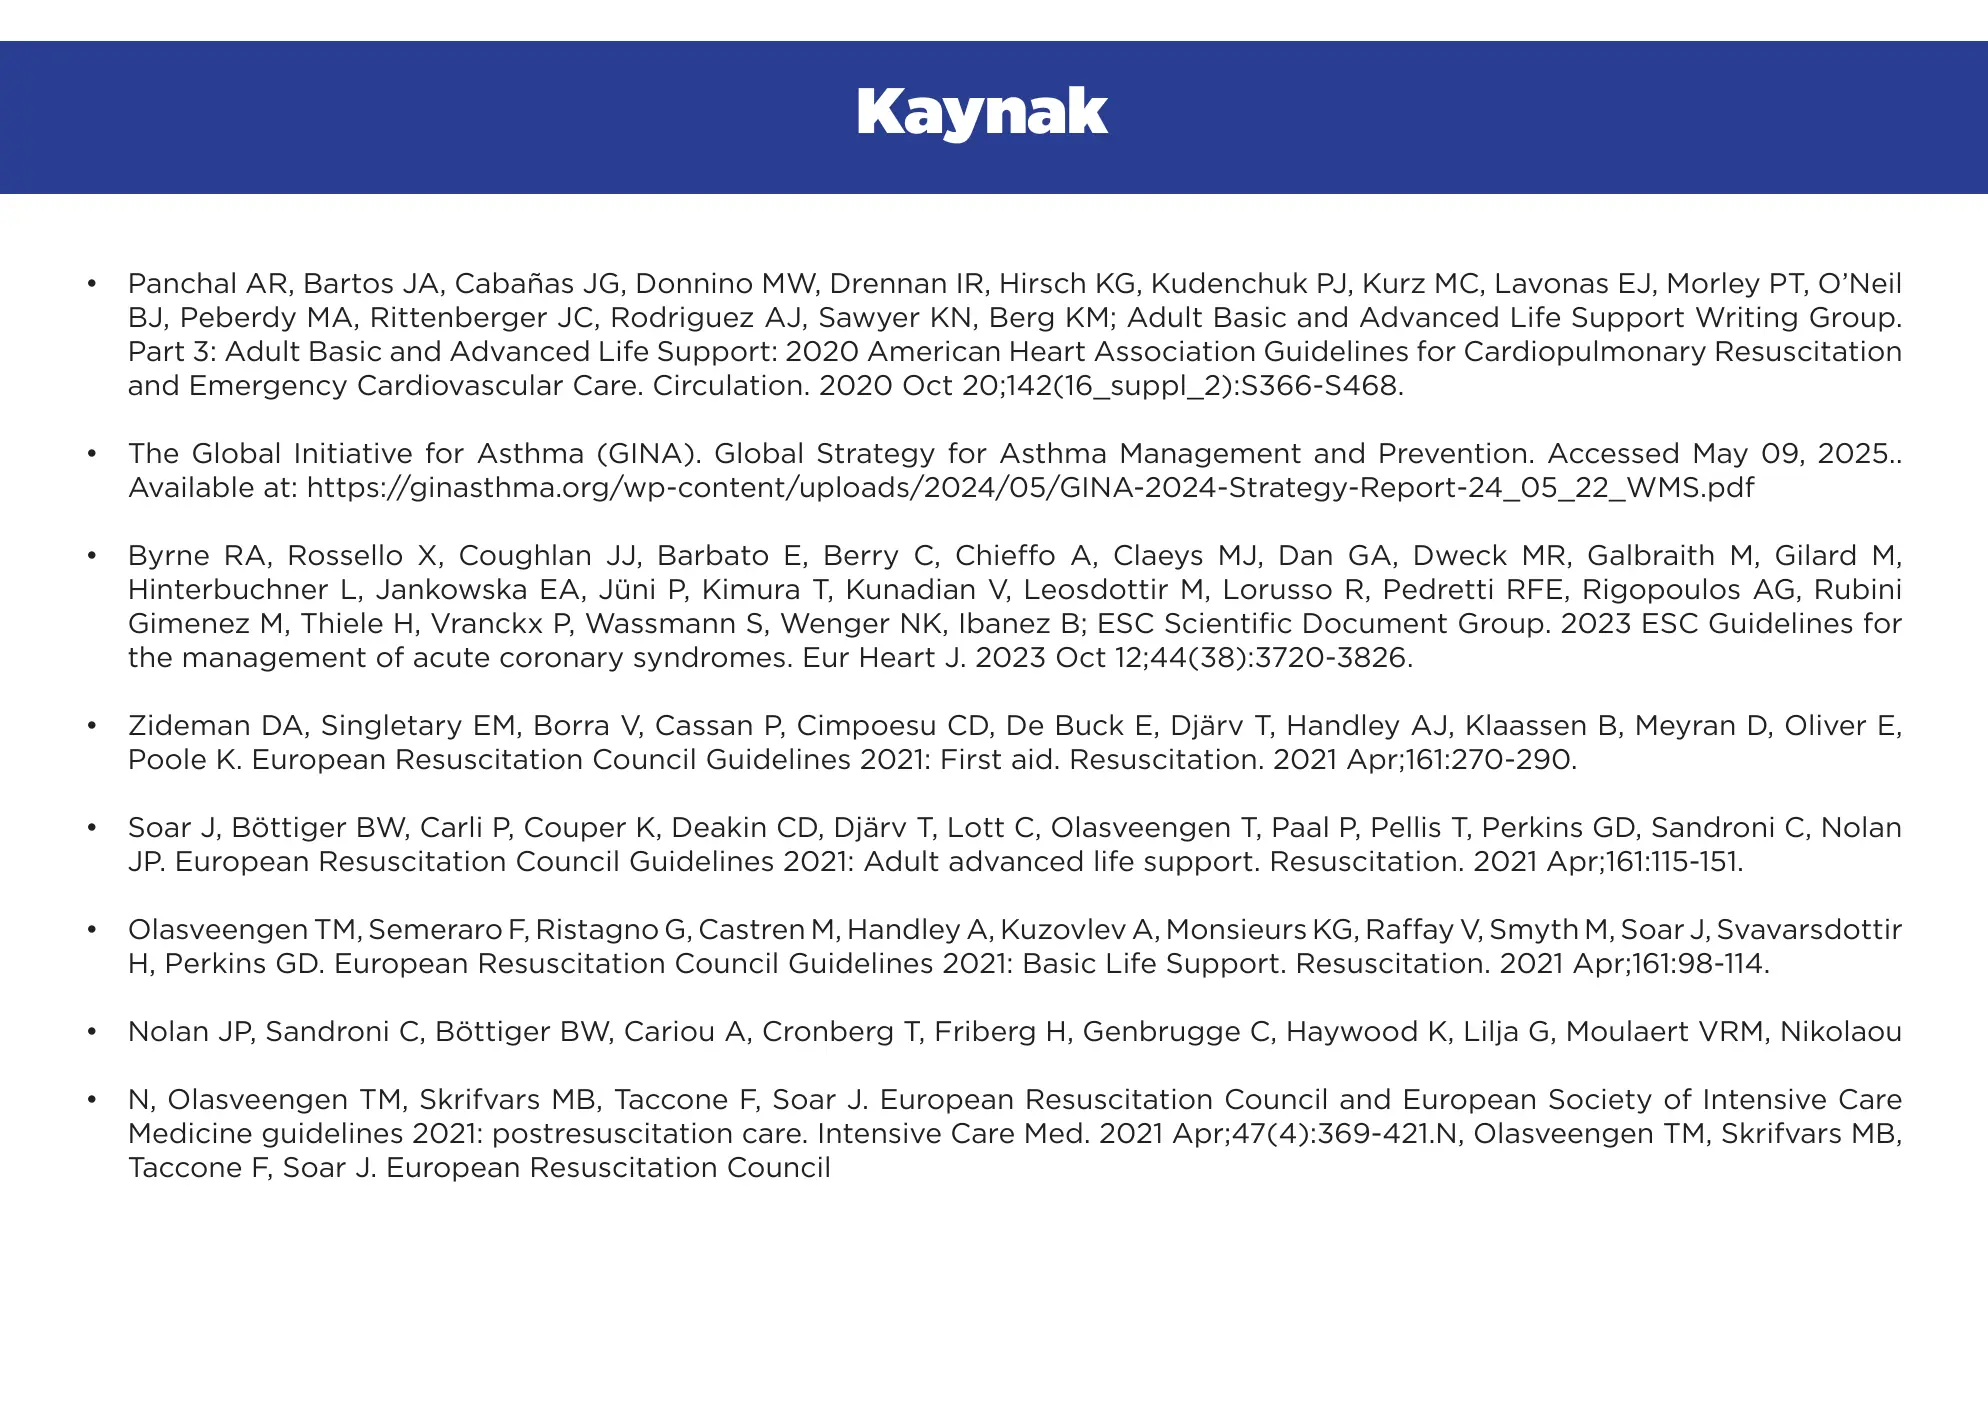 Kaynak
• Panchal AR, Bartos JA, Cabañas JG, Donnino MW, Drennan IR, Hirsch KG, Kudenchuk PJ, Kurz MC, Lavonas EJ, Morley PT, O’Neil
BJ, Peberdy MA, Rittenberger JC, Rodriguez AJ, Sawyer KN, Berg KM; Adult Basic and Advanced Life Support Writing Group.
Part 3: Adult Basic and Advanced Life Support: 2020 American Heart Association Guidelines for Cardiopulmonary Resuscitation
and Emergency Cardiovascular Care. Circulation. 2020 Oct 20;142(16_suppl_2):S366-S468.
• The Global Initiative for Asthma (GINA). Global Strategy for Asthma Management and Prevention. Accessed May 09, 2025..
Available at: https://ginasthma.org/wp-content/uploads/2024/05/GINA-2024-Strategy-Report-24_05_22_WMS.pdf
• Byrne RA, Rossello X, Coughlan JJ, Barbato E, Berry C, Chieffo A, Claeys MJ, Dan GA, Dweck MR, Galbraith M, Gilard M,
Hinterbuchner L, Jankowska EA, Jüni P, Kimura T, Kunadian V, Leosdottir M, Lorusso R, Pedretti RFE, Rigopoulos AG, Rubini
Gimenez M, Thiele H, Vranckx P, Wassmann S, Wenger NK, Ibanez B; ESC Scientific Document Group. 2023 ESC Guidelines for
the management of acute coronary syndromes. Eur Heart J. 2023 Oct 12;44(38):3720-3826.
• Zideman DA, Singletary EM, Borra V, Cassan P, Cimpoesu CD, De Buck E, Djärv T, Handley AJ, Klaassen B, Meyran D, Oliver E,
Poole K. European Resuscitation Council Guidelines 2021: First aid. Resuscitation. 2021 Apr;161:270-290.
• Soar J, Böttiger BW, Carli P, Couper K, Deakin CD, Djärv T, Lott C, Olasveengen T, Paal P, Pellis T, Perkins GD, Sandroni C, Nolan
JP. European Resuscitation Council Guidelines 2021: Adult advanced life support. Resuscitation. 2021 Apr;161:115-151.
• Olasveengen TM, Semeraro F, Ristagno G, Castren M, Handley A, Kuzovlev A, Monsieurs KG, Raffay V, Smyth M, Soar J, Svavarsdottir
H, Perkins GD. European Resuscitation Council Guidelines 2021: Basic Life Support. Resuscitation. 2021 Apr;161:98-114.
• Nolan JP, Sandroni C, Böttiger BW, Cariou A, Cronberg T, Friberg H, Genbrugge C, Haywood K, Lilja G, Moulaert VRM, Nikolaou
• N, Olasveengen TM, Skrifvars MB, Taccone F, Soar J. European Resuscitation Council and European Society of Intensive Care
Medicine guidelines 2021: postresuscitation care. Intensive Care Med. 2021 Apr;47(4):369-421.N, Olasveengen TM, Skrifvars MB,
Taccone F, Soar J. European Resuscitation Council